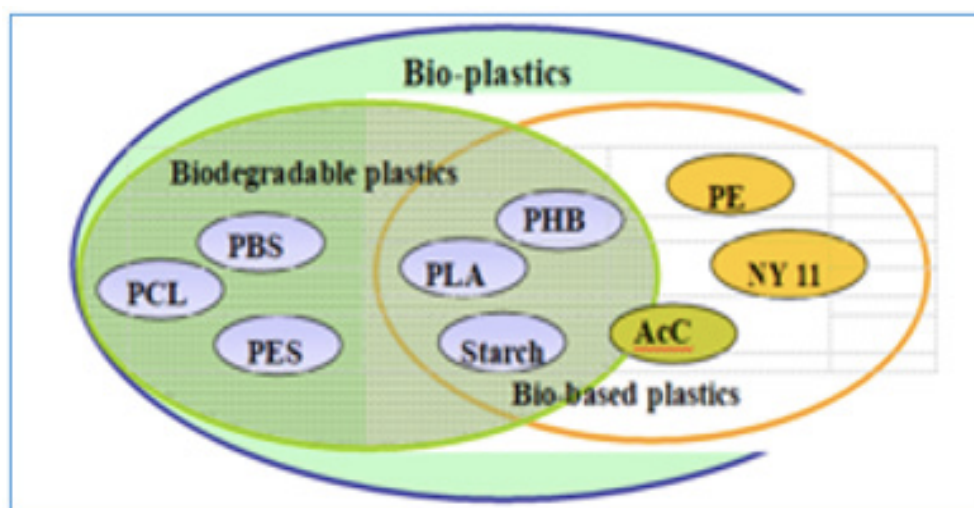 Bio-plastics
Biodegradable plastics
PE
PHB
PBS
PLA
NY 11
PCL
AcC
PES
Starch
Bio-based plastics